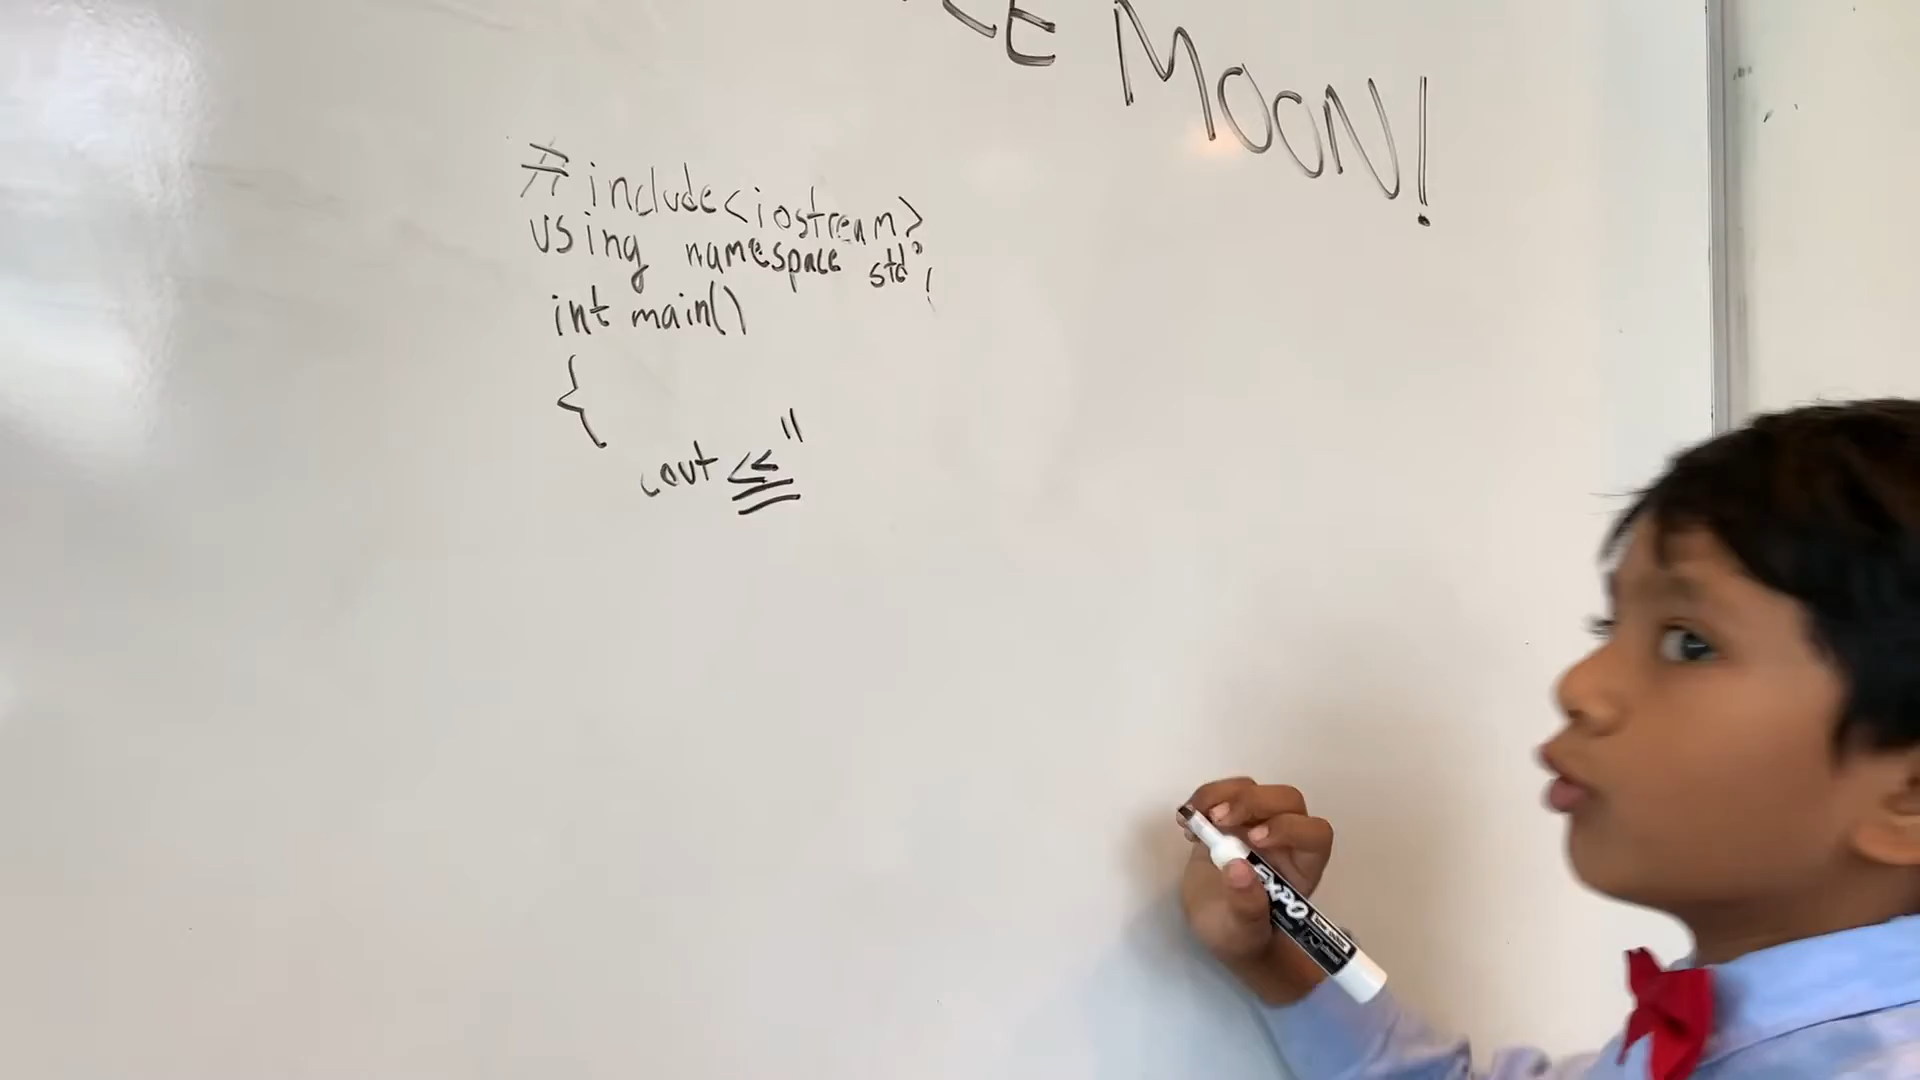 MOON!
#include<iostream>
using namespace std;
int main()
{
cout <<"
EXPO